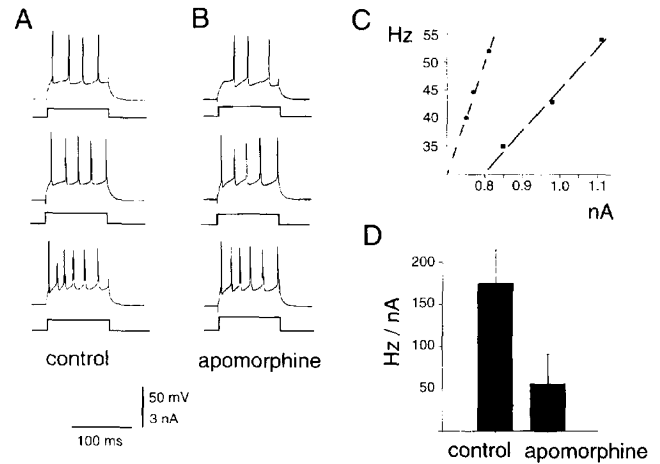 A
B
control
apomorphine
50 mV
3 nA
100 ms
C
Hz
55
50
45
40
35
0.8
0.9
1.0
1.1
nA
D
Hz / nA
200
150
100
50
control
apomorphine